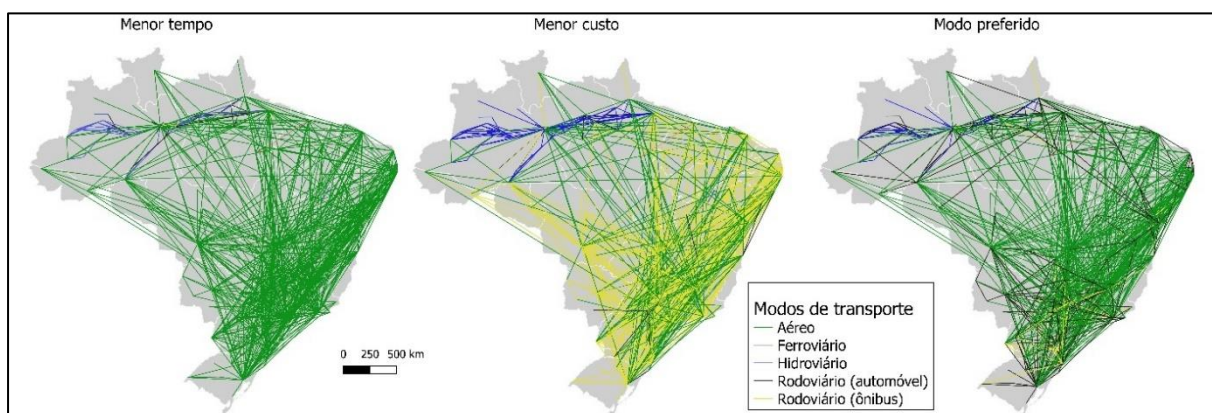 Menor tempo
Menor custo
Modo preferido
Modos de transporte
Aéreo
Ferroviário
Hidroviário
Rodoviário (automóvel)
Rodoviário (ônibus)
0 250 500 km